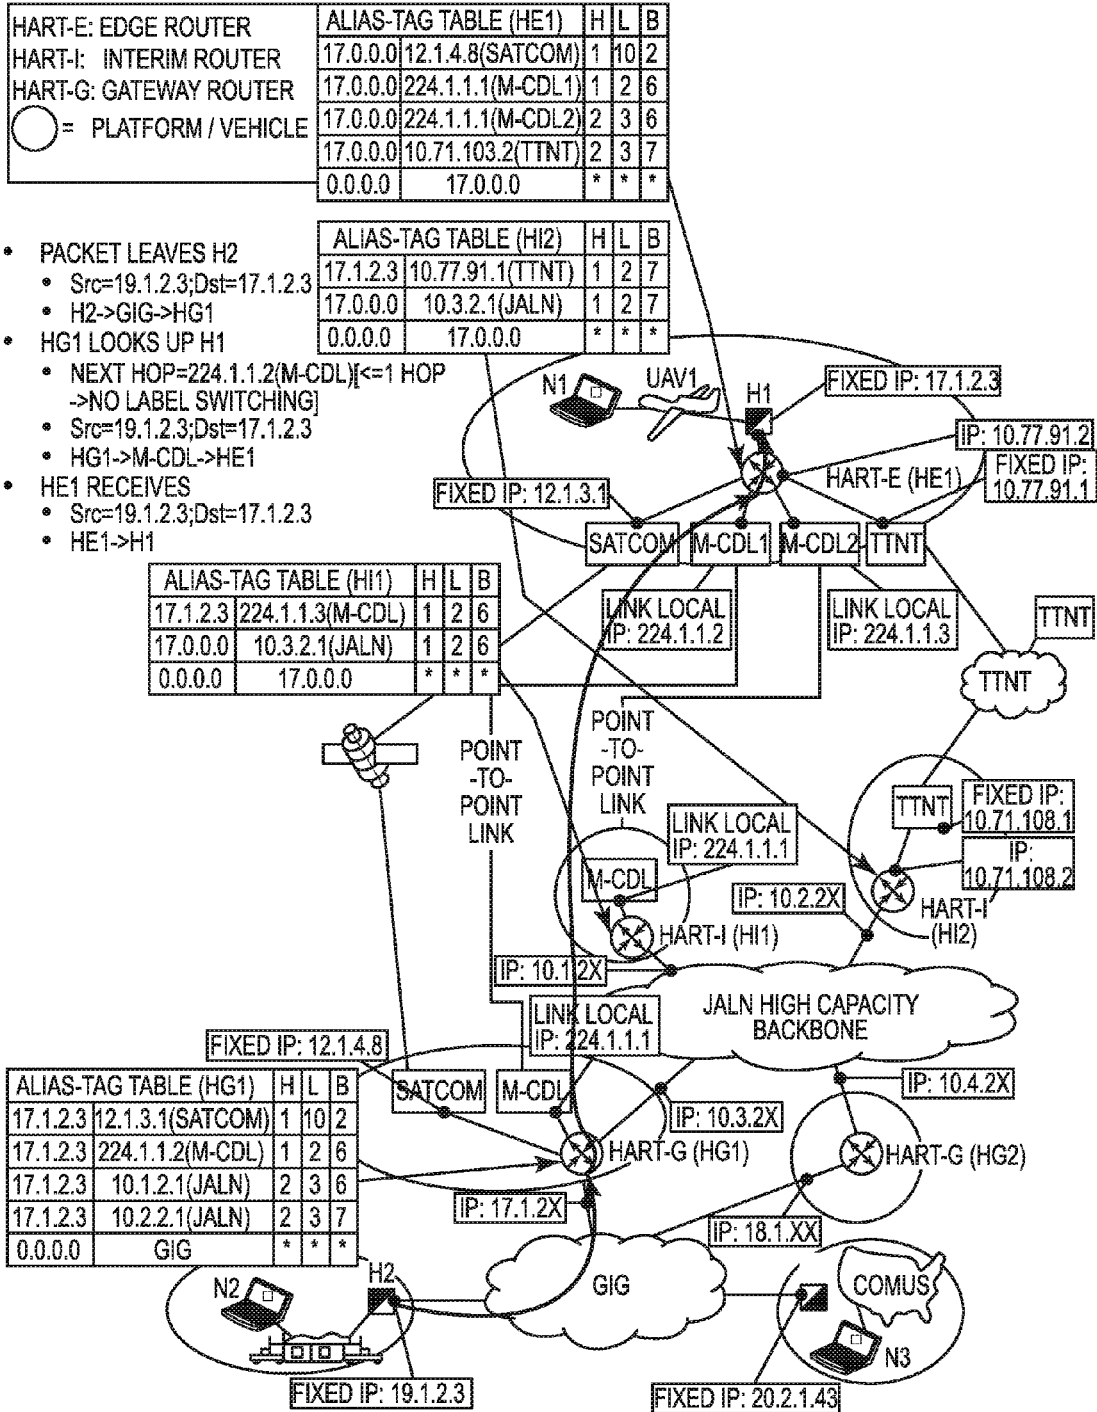 HART-E: EDGE ROUTER
HART-I: INTERIM ROUTER
HART-G: GATEWAY ROUTER
= PLATFORM / VEHICLE
ALIAS-TAG TABLE (HE1) H L B
17.0.0.0 12.1.4.8(SATCOM) 1 10 2
17.0.0.0 224.1.1.1(M-CDL1) 1 2 6
17.0.0.0 224.1.1.1(M-CDL2) 2 3 6
17.0.0.0 10.71.103.2(TTNT) 2 3 7
0.0.0.0 17.0.0.0 * * *
ALIAS-TAG TABLE (HI2) H L B
17.1.2.3 10.77.91.1(TTNT) 1 2 7
17.0.0.0 10.3.2.1(JALN) 1 2 7
0.0.0.0 17.0.0.0 * * *
• PACKET LEAVES H2
• Src=19.1.2.3;Dst=17.1.2.3
• H2->GIG->HG1
• HG1 LOOKS UP H1
• NEXT HOP=224.1.1.2(M-CDL)[<=1 HOP
->NO LABEL SWITCHING]
• Src=19.1.2.3;Dst=17.1.2.3
• HG1->M-CDL->HE1
• HE1 RECEIVES
• Src=19.1.2.3;Dst=17.1.2.3
• HE1->H1
N1
UAV1
H1
FIXED IP: 17.1.2.3
IP: 10.77.91.2
FIXED IP:
10.77.91.1
HART-E (HE1)
FIXED IP: 12.1.3.1
SATCOM
M-CDL1
M-CDL2
TTNT
ALIAS-TAG TABLE (HI1) H L B
17.1.2.3 224.1.1.3(M-CDL) 1 2 6
17.0.0.0 10.3.2.1(JALN) 1 2 6
0.0.0.0 17.0.0.0 * * *
LINK LOCAL
IP: 224.1.1.2
LINK LOCAL
IP: 224.1.1.3
TTNT
TTNT
POINT
-TO-
POINT
LINK
POINT
-TO-
POINT
LINK
LINK LOCAL
IP: 224.1.1.1
TTNT
FIXED IP:
10.71.108.1
IP:
10.71.108.2
M-CDL
IP: 10.2.2X
HART-I
(HI2)
HART-I (HI1)
IP: 10.1.2X
JALN HIGH CAPACITY
BACKBONE
LINK LOCAL
IP: 224.1.1.1
FIXED IP: 12.1.4.8
SATCOM
M-CDL
IP: 10.4.2X
IP: 10.3.2X
ALIAS-TAG TABLE (HG1) H L B
17.1.2.3 12.1.3.1(SATCOM) 1 10 2
17.1.2.3 224.1.1.2(M-CDL) 1 2 6
17.1.2.3 10.1.2.1(JALN) 2 3 6
17.1.2.3 10.2.2.1(JALN) 2 3 7
0.0.0.0 GIG * * *
HART-G (HG1)
HART-G (HG2)
IP: 17.1.2X
IP: 18.1.XX
N2
H2
GIG
COMUS
N3
FIXED IP: 19.1.2.3
FIXED IP: 20.2.1.43